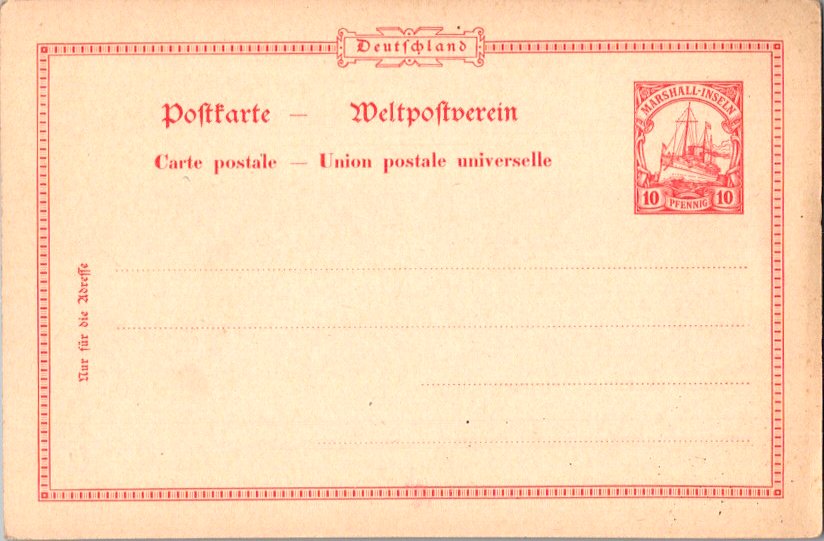 Deutſchland
Poſtkarte — Weltpoſtverein
Carte postale — Union postale universelle
MARSHALL-INSELN
10 PFENNIG 10
Nur für die Adreſſe